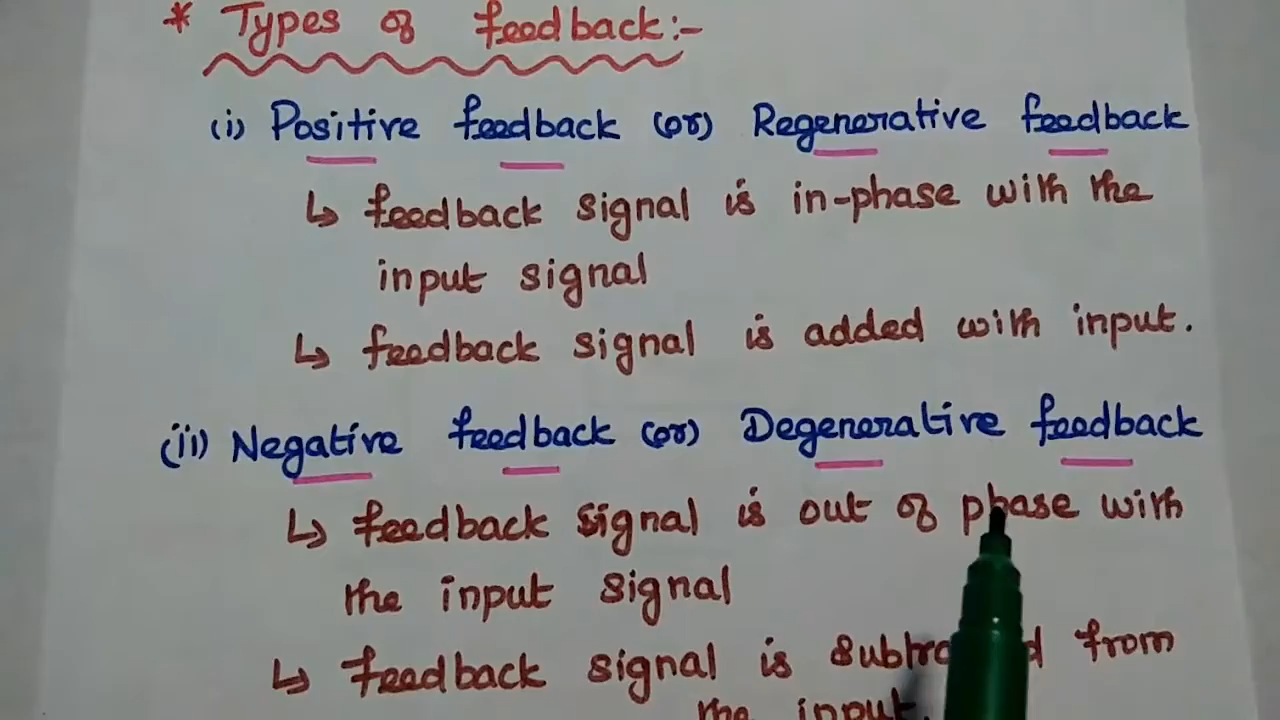 * Types of feedback:-
(i) Positive feedback (or) Regenerative feedback
↳ feedback signal is in-phase with the
input signal
↳ feedback signal is added with input.
(ii) Negative feedback (or) Degenerative feedback
↳ feedback signal is out of phase with
the input signal
↳ feedback signal is from
the input.